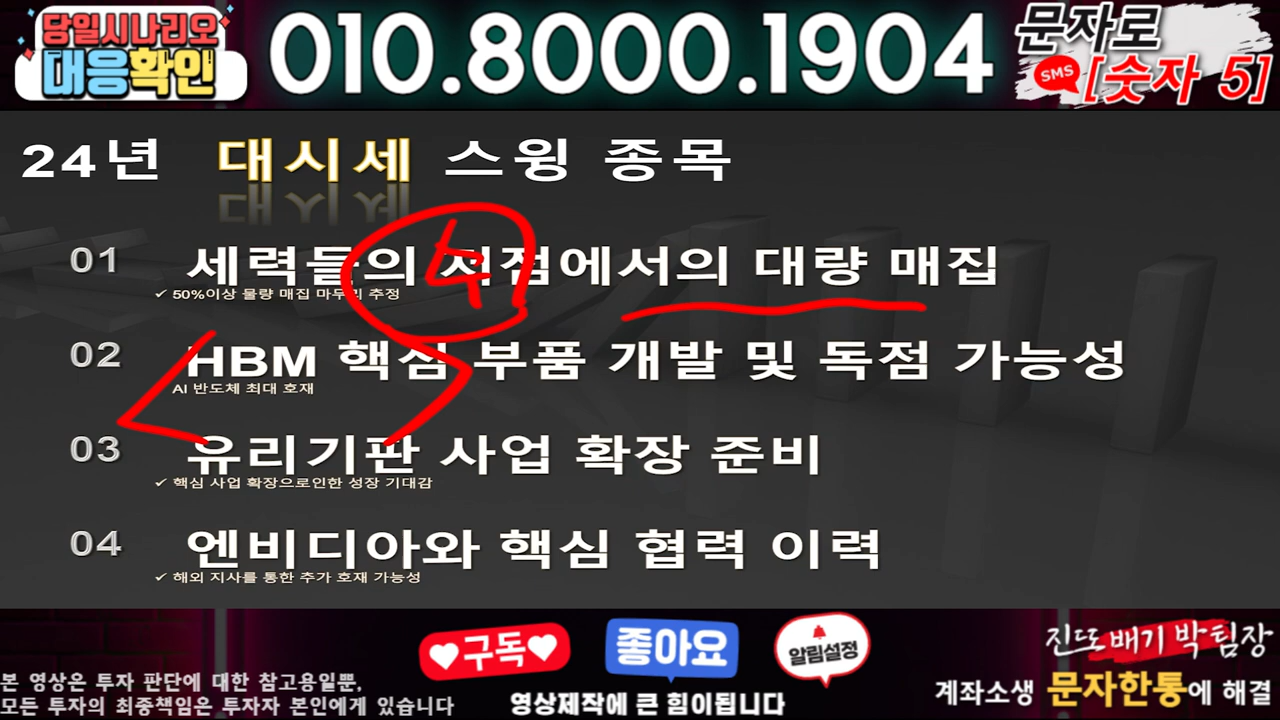 당일시나리오
대응확인
010.8000.1904
문자로
SMS
[숫자 5]
24년 대시세 스윙 종목
01 세력들의 저점에서의 대량 매집
✓ 50%이상 물량 매집 마무리 추정
02 HBM 핵심 부품 개발 및 독점 가능성
AI 반도체 최대 호재
03 유리기판 사업 확장 준비
✓ 핵심 사업 확장으로인한 성장 기대감
04 엔비디아와 핵심 협력 이력
✓ 해외 지사를 통한 추가 호재 가능성
구독
좋아요
알림설정
영상제작에 큰 힘이됩니다
본 영상은 투자 판단에 대한 참고용일뿐,
모든 투자의 최종책임은 투자자 본인에게 있습니다
진또배기 박팀장
계좌소생 문자한통에 해결